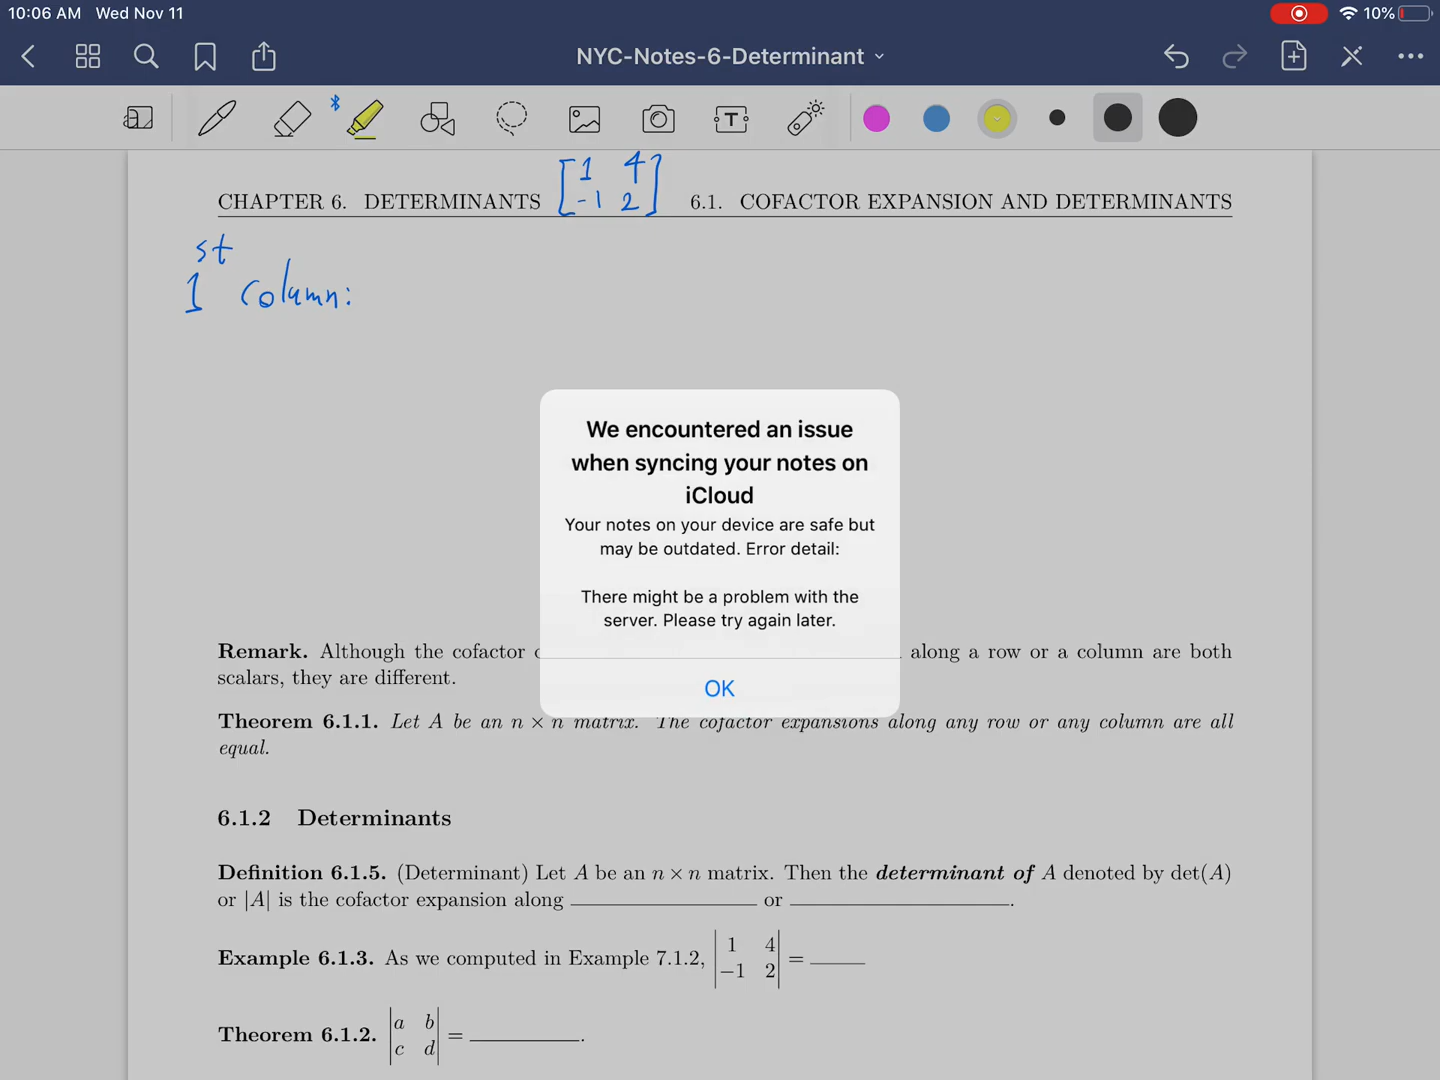 10:06 AM Wed Nov 11
10%
NYC-Notes-6-Determinant
CHAPTER 6. DETERMINANTS [1 4 6.1. COFACTOR EXPANSION AND DETERMINANTS
-1 2]
st
1 column:
We encountered an issue
when syncing your notes on
iCloud
Your notes on your device are safe but
may be outdated. Error detail:
There might be a problem with the
server. Please try again later.
OK
Remark. Although the cofactor along a row or a column are both
scalars, they are different.
Theorem 6.1.1. Let A be an n × n matrix. The cofactor expansions along any row or any column are all
equal.
6.1.2 Determinants
Definition 6.1.5. (Determinant) Let A be an n × n matrix. Then the determinant of A denoted by det(A)
or |A| is the cofactor expansion along ________ or ________.
Example 6.1.3. As we computed in Example 7.1.2, |1 4
-1 2| = ____
Theorem 6.1.2. |a b
c d| = ________.